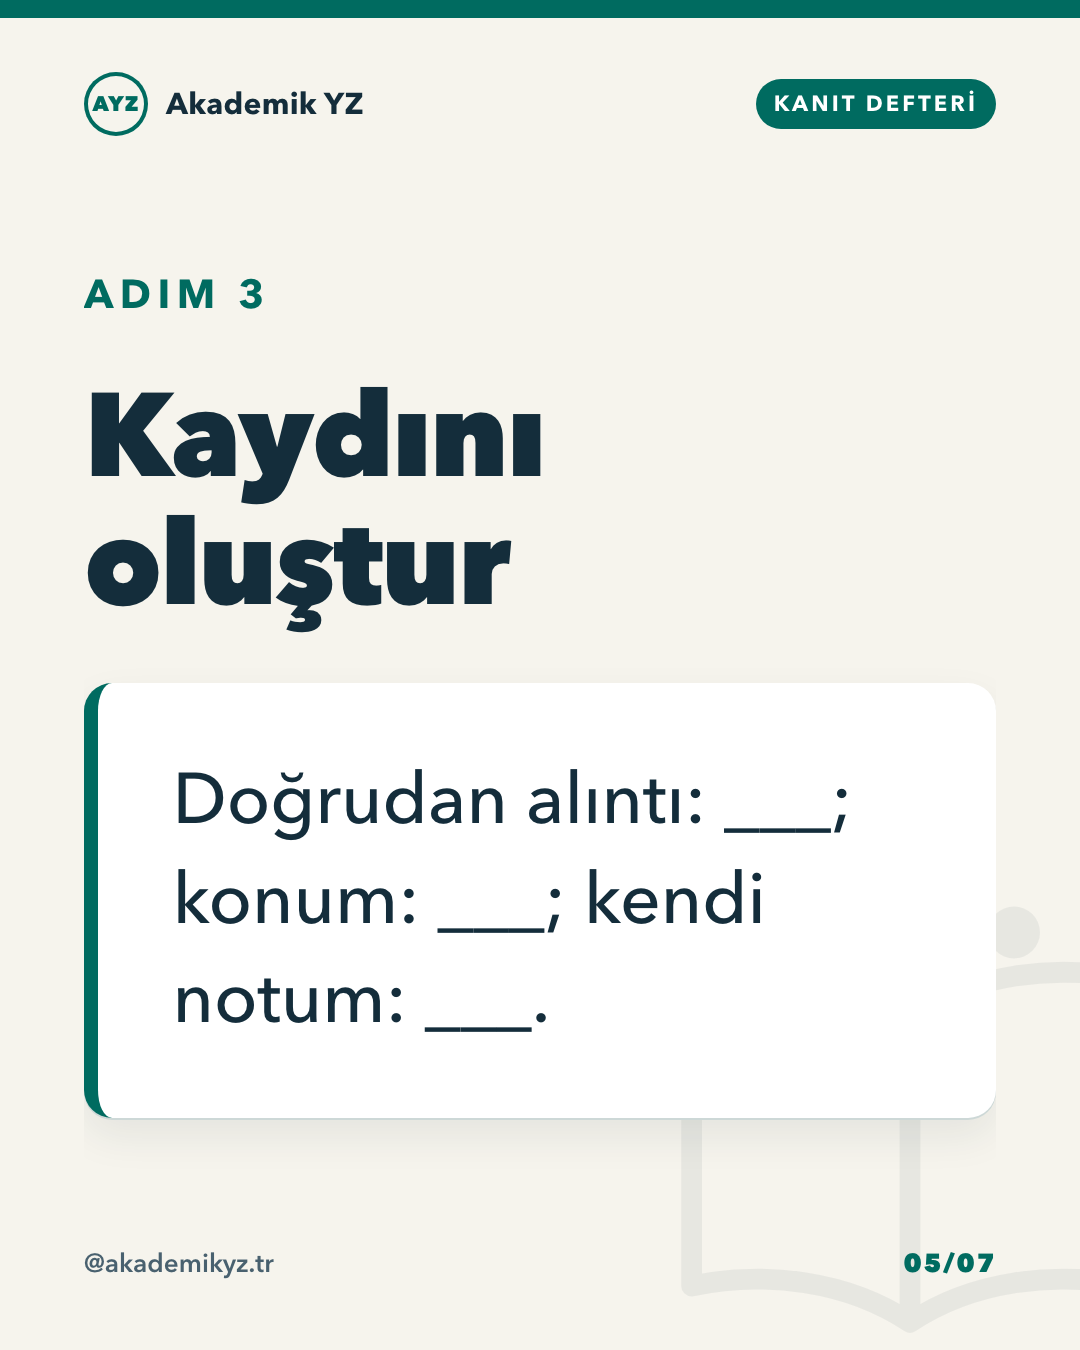 AYZ Akademik YZ
KANIT DEFTERİ
ADIM 3
Kaydını
oluştur
Doğrudan alıntı: ___;
konum: ___; kendi
notum: ___.
@akademikyz.tr
05/07